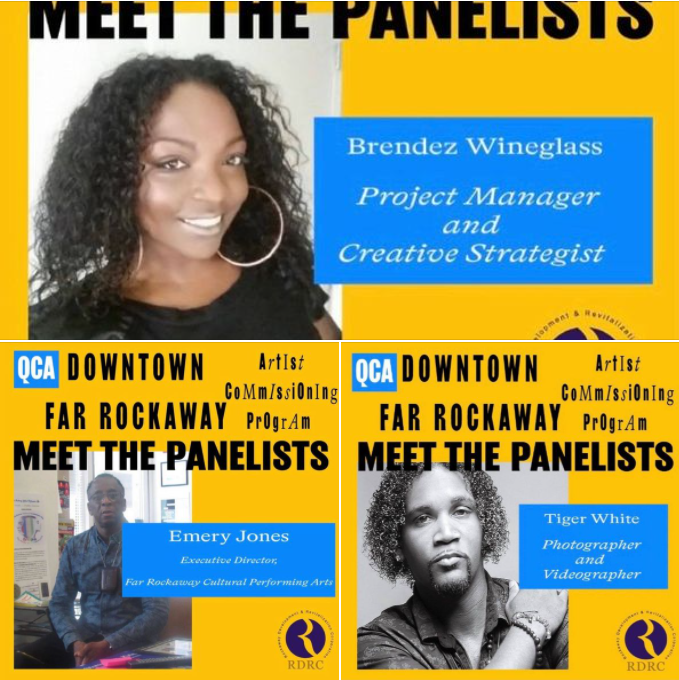 MEET THE PANELISTS
Brendez Wineglass
Project Manager
and
Creative Strategist
QCA DOWNTOWN
FAR ROCKAWAY
ArtIst
CoMmIssiOnIng
PrOgrAm
MEET THE PANELISTS
Emery Jones
Executive Director,
Far Rockaway Cultural Performing Arts
RDRC
QCA DOWNTOWN
FAR ROCKAWAY
ArtIst
CoMmIssiOnIng
PrOgrAm
MEET THE PANELISTS
Tiger White
Photographer
and
Videographer
RDRC